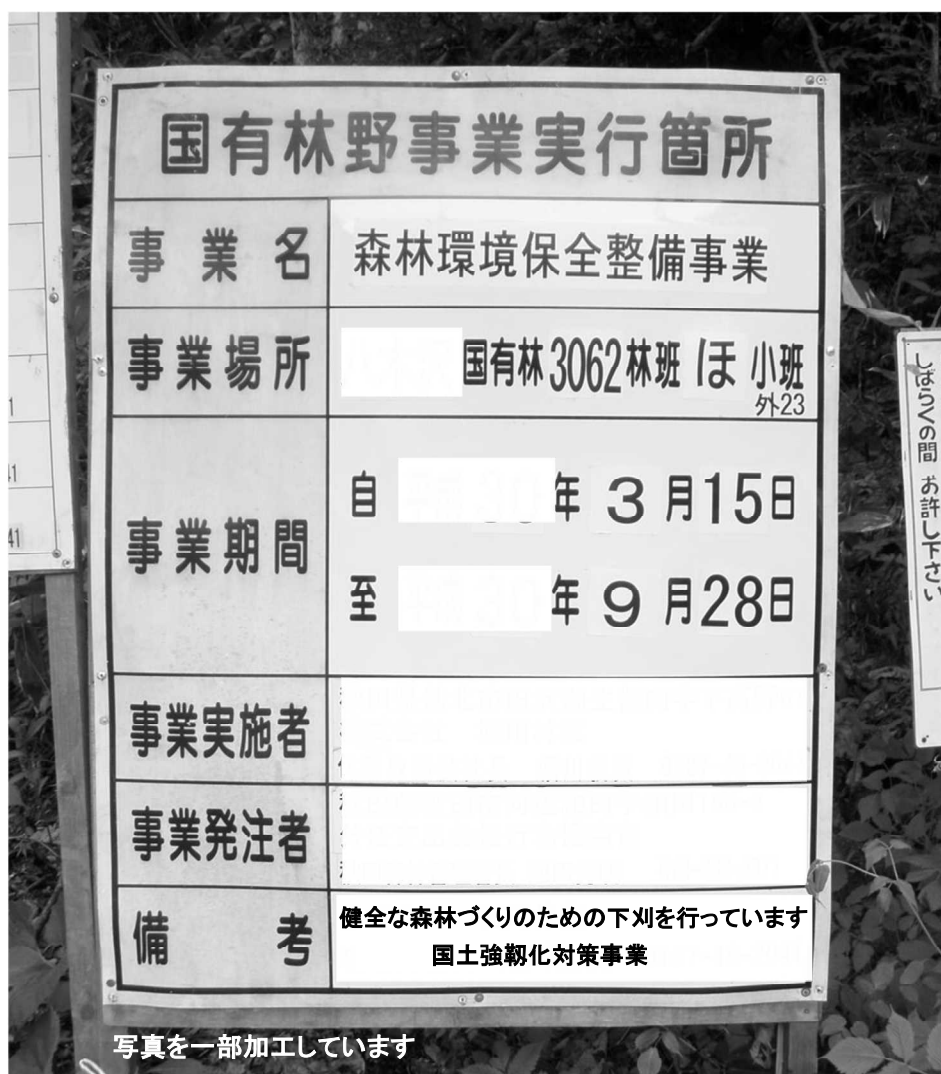 国有林野事業実行箇所
事業名 森林環境保全整備事業
事業場所 国有林3062林班 ほ 小班
外23
事業期間
自 年 3 月15日
至 年 9 月28日
事業実施者
事業発注者
備考
健全な森林づくりのための下刈を行っています
国土強靱化対策事業
しばらくの間 お許し下さい
1
41
41
写真を一部加工しています